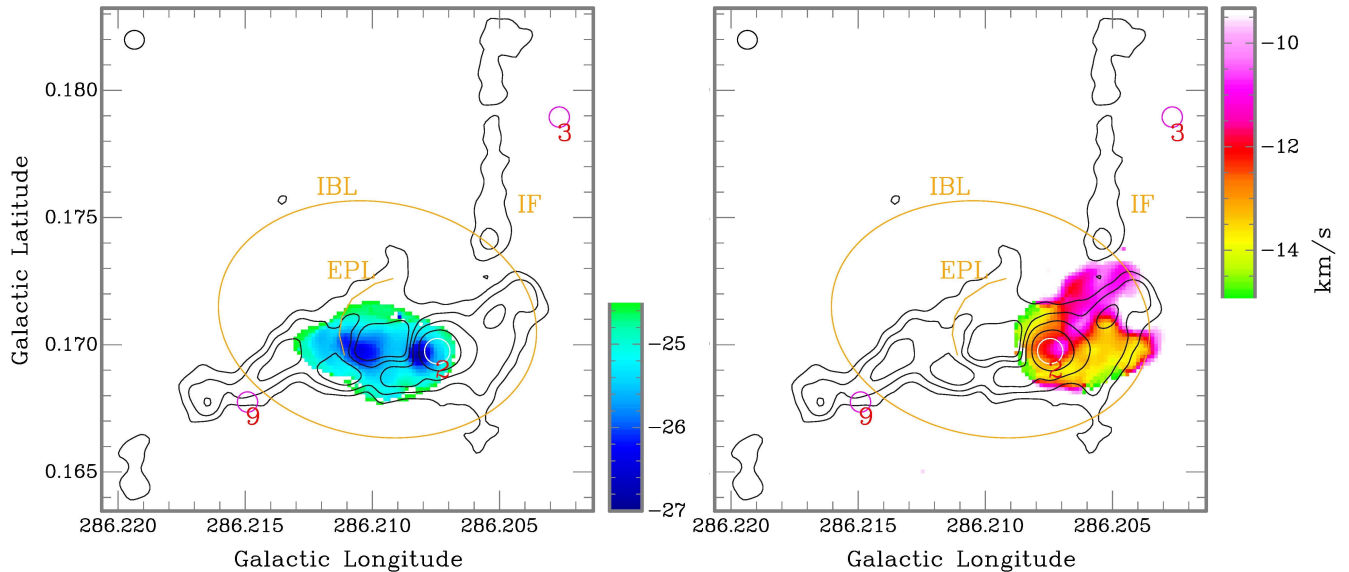 0.180
0.175
0.170
0.165
Galactic Latitude
IBL
IF
EPL
3
2
9
-25
-26
-27
286.220
286.215
286.210
286.205
Galactic Longitude
IBL
IF
EPL
3
2
9
-10
-12
-14
km/s
286.220
286.215
286.210
286.205
Galactic Longitude